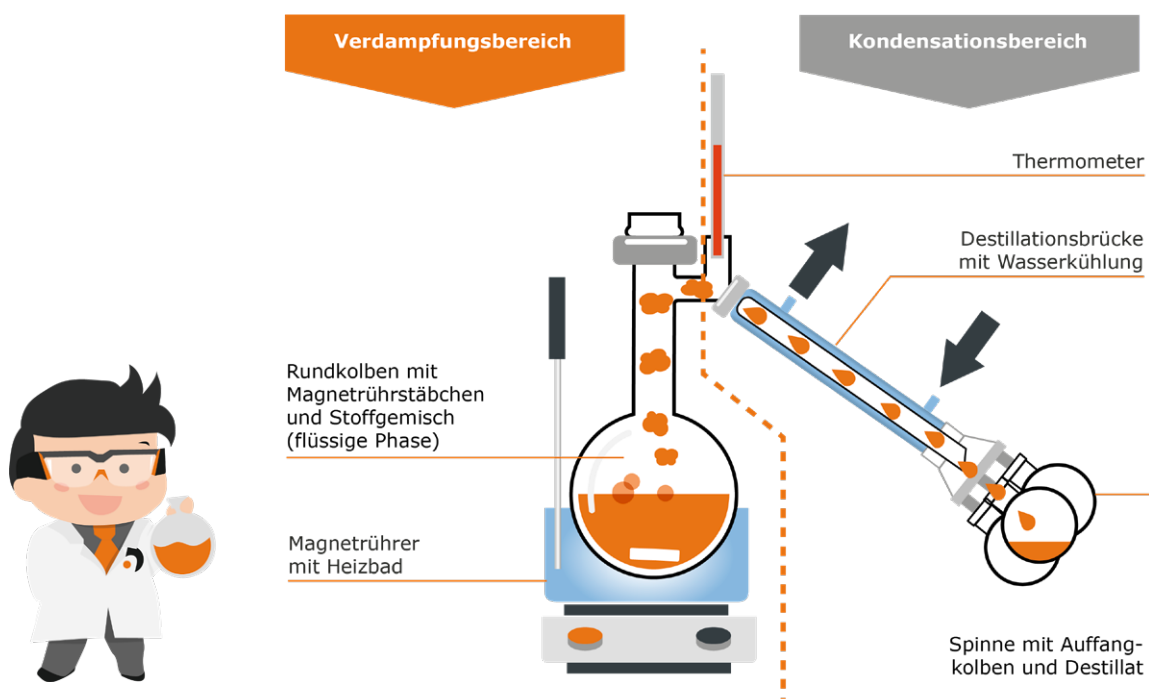 Verdampfungsbereich
Kondensationsbereich
Thermometer
Destillationsbrücke
mit Wasserkühlung
Rundkolben mit
Magnetrührstäbchen
und Stoffgemisch
(flüssige Phase)
Magnetrührer
mit Heizbad
Spinne mit Auffang-
kolben und Destillat